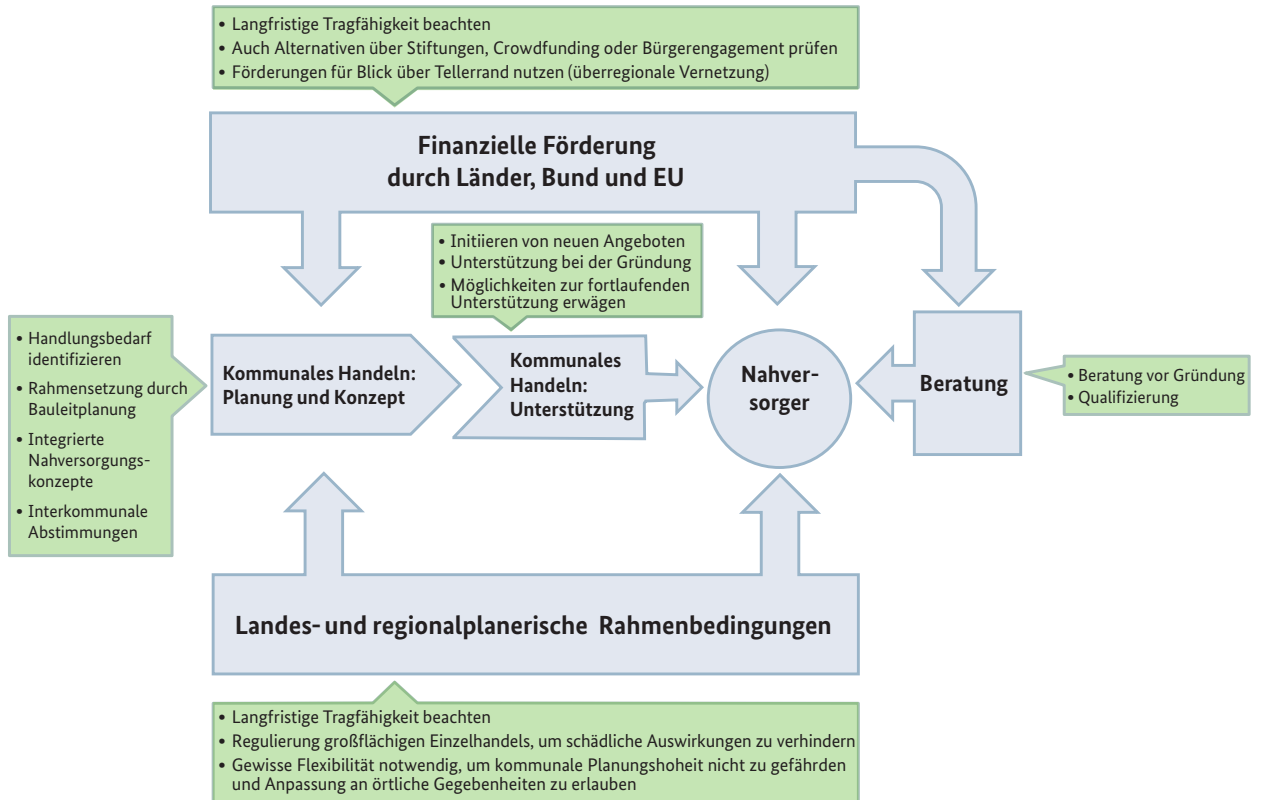 • Langfristige Tragfähigkeit beachten
• Auch Alternativen über Stiftungen, Crowdfunding oder Bürgerengagement prüfen
• Förderungen für Blick über Tellerrand nutzen (überregionale Vernetzung)
Finanzielle Förderung
durch Länder, Bund und EU
• Initiieren von neuen Angeboten
• Unterstützung bei der Gründung
• Möglichkeiten zur fortlaufenden
Unterstützung erwägen
• Handlungsbedarf
identifizieren
• Rahmensetzung durch
Bauleitplanung
• Integrierte
Nahversorgungs-
konzepte
• Interkommunale
Abstimmungen
Kommunales Handeln:
Planung und Konzept
Kommunales
Handeln:
Unterstützung
Nahver-
sorger
Beratung
• Beratung vor Gründung
• Qualifizierung
Landes- und regionalplanerische Rahmenbedingungen
• Langfristige Tragfähigkeit beachten
• Regulierung großflächigen Einzelhandels, um schädliche Auswirkungen zu verhindern
• Gewisse Flexibilität notwendig, um kommunale Planungshoheit nicht zu gefährden
und Anpassung an örtliche Gegebenheiten zu erlauben